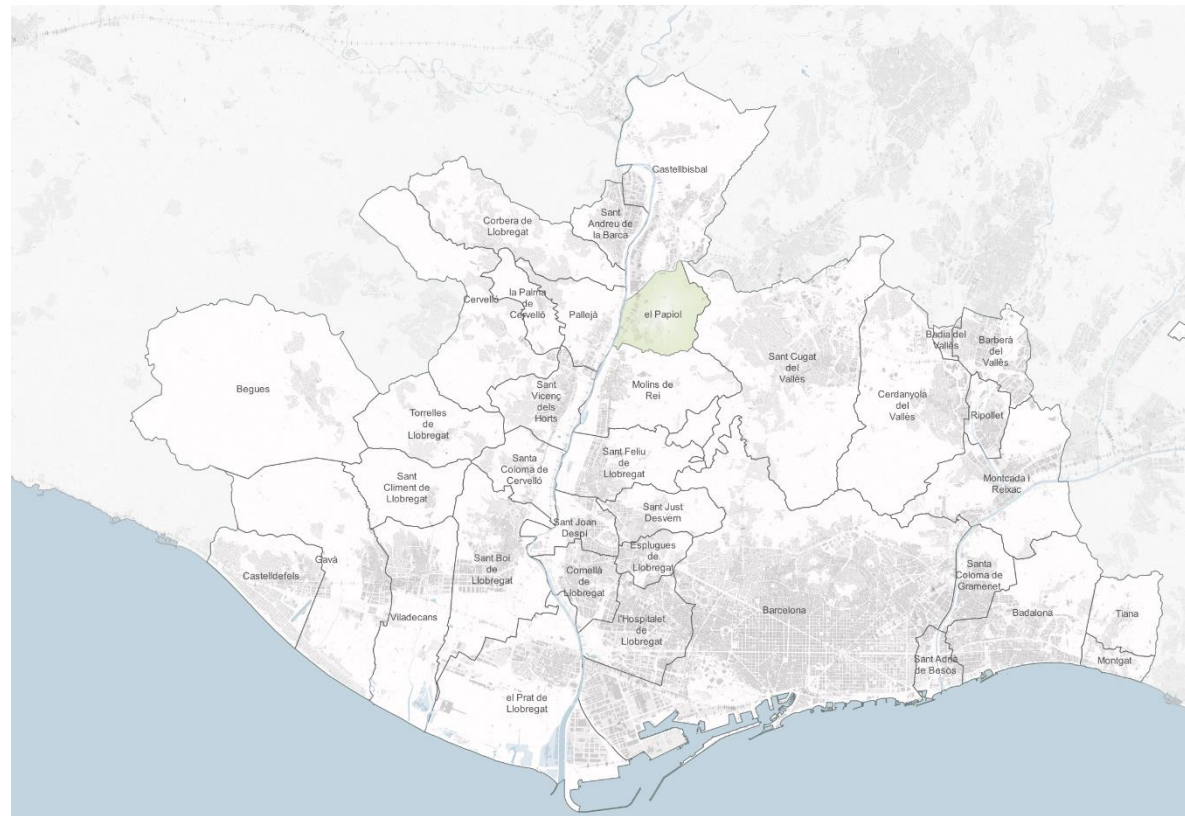 Castellbisbal
Sant
Andreu de
la Barca
Corbera de
Llobregat
Cervelló
la Palma
de
Cervelló
Pallejà
el Papiol
Badia del
Vallès
Barberà
del
Vallès
Sant Cugat
del
Vallès
Begues
Sant
Vicenç
dels
Horts
Molins de
Rei
Cerdanyola
del
Vallès
Ripollet
Torrelles
de
Llobregat
Santa
Coloma de
Cervelló
Sant Feliu
de
Llobregat
Montcada i
Reixac
Sant
Climent de
Llobregat
Sant Just
Desvern
Sant Joan
Despí
Esplugues
de
Llobregat
Gavà
Castelldefels
Sant Boi
de
Llobregat
Cornellà
de
Llobregat
Santa
Coloma de
Gramenet
Viladecans
l'Hospitalet
de
Llobregat
Barcelona
Badalona
Tiana
Sant Adrià
de Besòs
Montgat
el Prat de
Llobregat